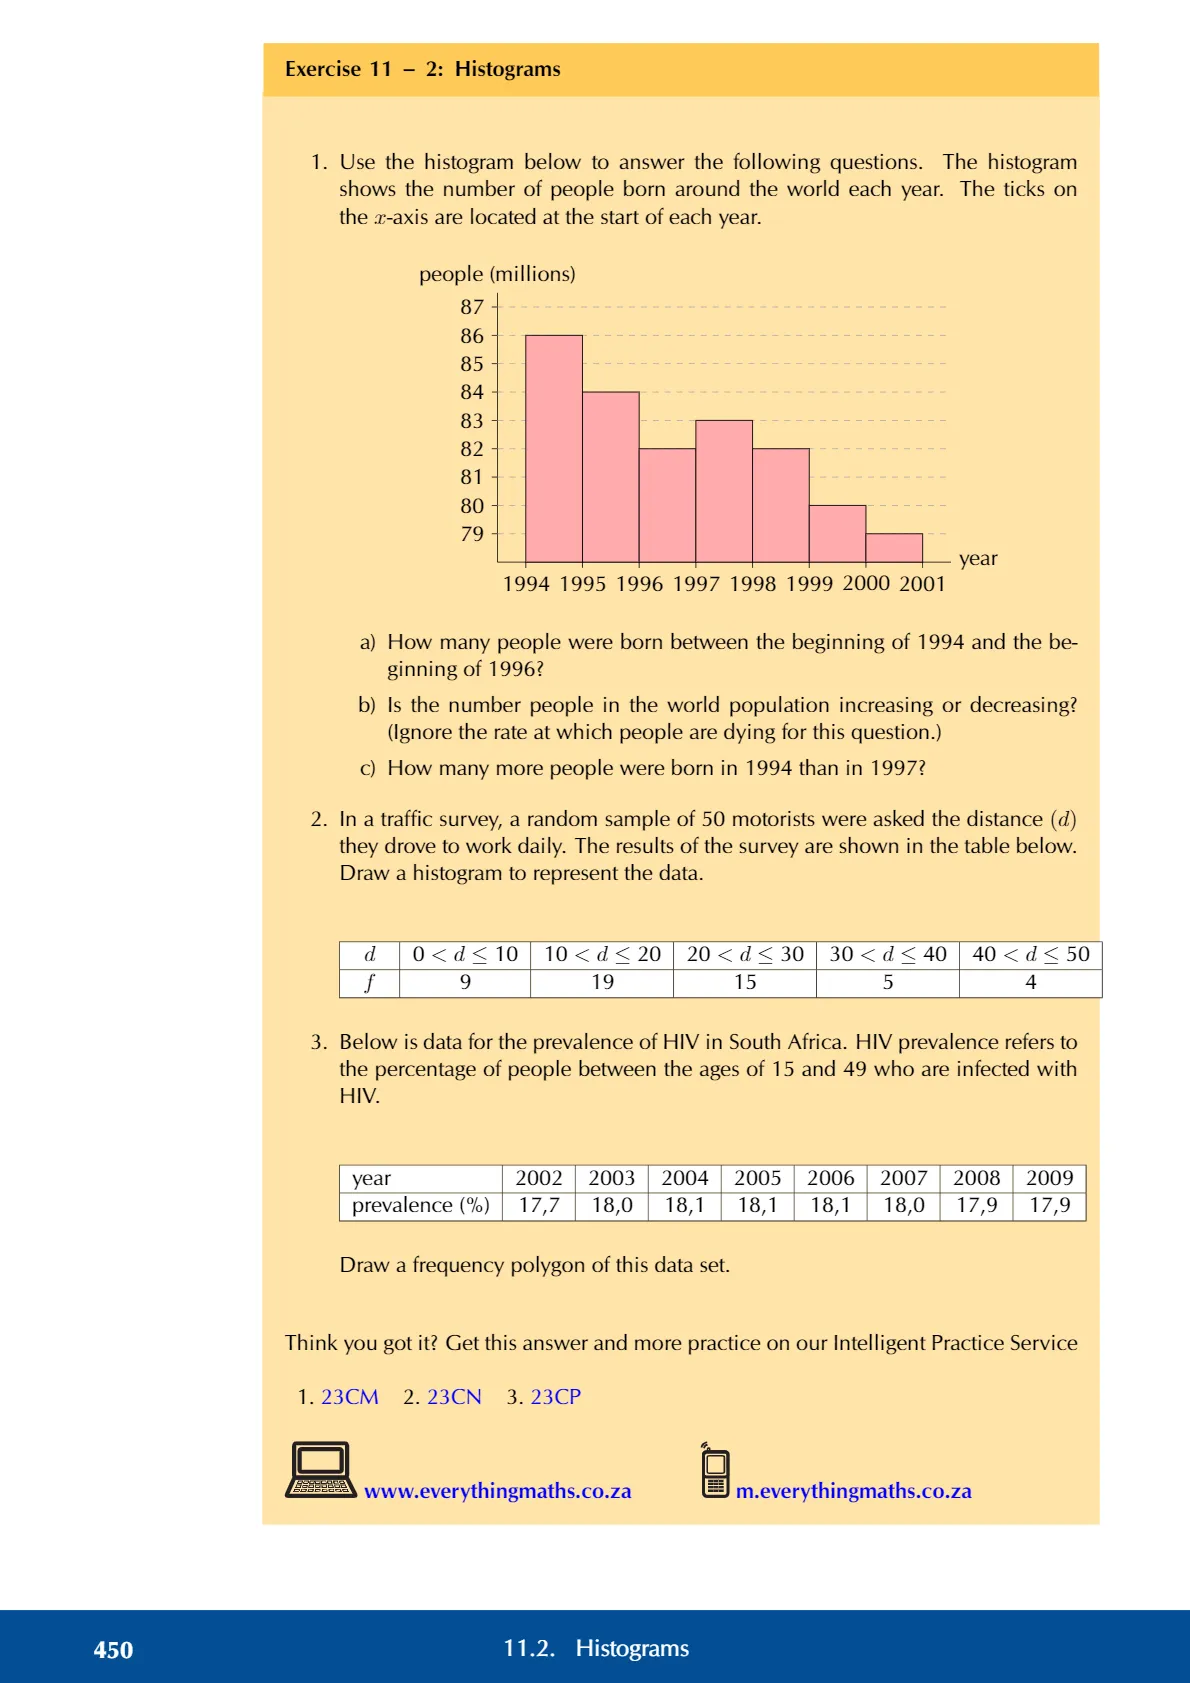 Exercise 11 – 2: Histograms
1. Use the histogram below to answer the following questions. The histogram
shows the number of people born around the world each year. The ticks on
the x-axis are located at the start of each year.
people (millions)
87
86
85
84
83
82
81
80
79
year
1994 1995 1996 1997 1998 1999 2000 2001
a) How many people were born between the beginning of 1994 and the be-
ginning of 1996?
b) Is the number people in the world population increasing or decreasing?
(Ignore the rate at which people are dying for this question.)
c) How many more people were born in 1994 than in 1997?
2. In a traffic survey, a random sample of 50 motorists were asked the distance (d)
they drove to work daily. The results of the survey are shown in the table below.
Draw a histogram to represent the data.
d 0 < d ≤ 10 10 < d ≤ 20 20 < d ≤ 30 30 < d ≤ 40 40 < d ≤ 50
f 9 19 15 5 4
3. Below is data for the prevalence of HIV in South Africa. HIV prevalence refers to
the percentage of people between the ages of 15 and 49 who are infected with
HIV.
year 2002 2003 2004 2005 2006 2007 2008 2009
prevalence (%) 17,7 18,0 18,1 18,1 18,1 18,0 17,9 17,9
Draw a frequency polygon of this data set.
Think you got it? Get this answer and more practice on our Intelligent Practice Service
1. 23CM 2. 23CN 3. 23CP
www.everythingmaths.co.za m.everythingmaths.co.za
450 11.2. Histograms